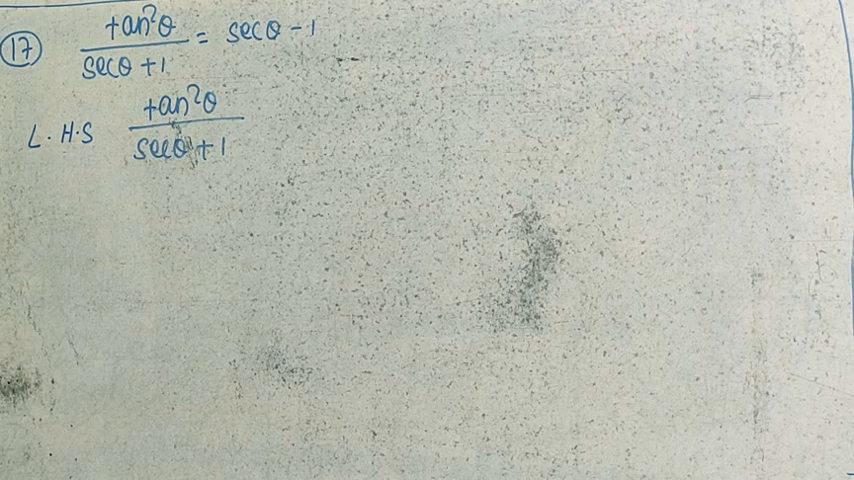 17 tan²θ / secθ + 1 = secθ - 1
L.H.S tan²θ / secθ + 1